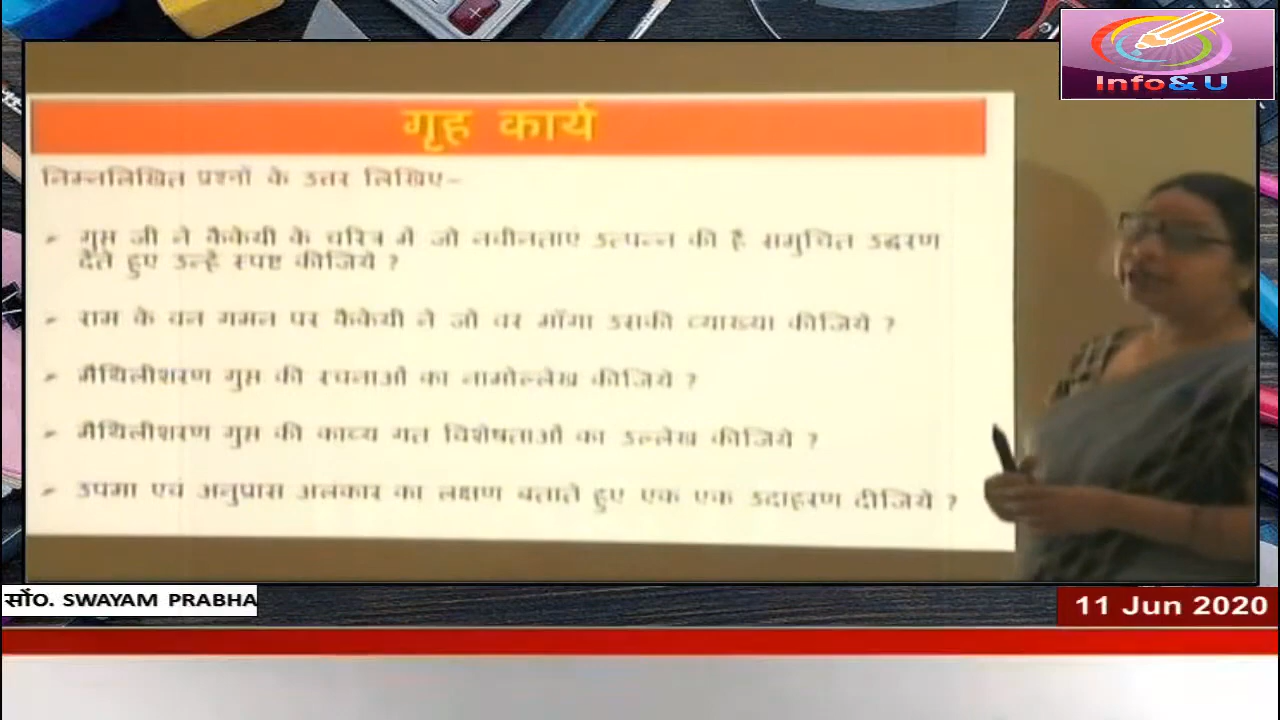 Info& U
गृह कार्य
निम्नलिखित प्रश्नों के उत्तर लिखिए-
➢ गुप्त जी ने कैकेयी के चरित्र में जो नवीनताए उत्पन्न की है समुचित उद्धरण
देते हुए उन्हे स्पष्ट कीजिये ?
➢ राम के वन गमन पर कैकेयी ने जो वर माँगा उसकी व्याख्या कीजिये ?
➢ मैथिलीशरण गुप्त की रचनाओं का नामोल्लेख कीजिये ?
➢ मैथिलीशरण गुप्त की काव्य गत विशेषताओं का उल्लेख कीजिये ?
➢ उपमा एवं अनुप्रास अलंकार का लक्षण बताते हुए एक एक उदाहरण दीजिये ?
सौO. SWAYAM PRABHA
11 Jun 2020